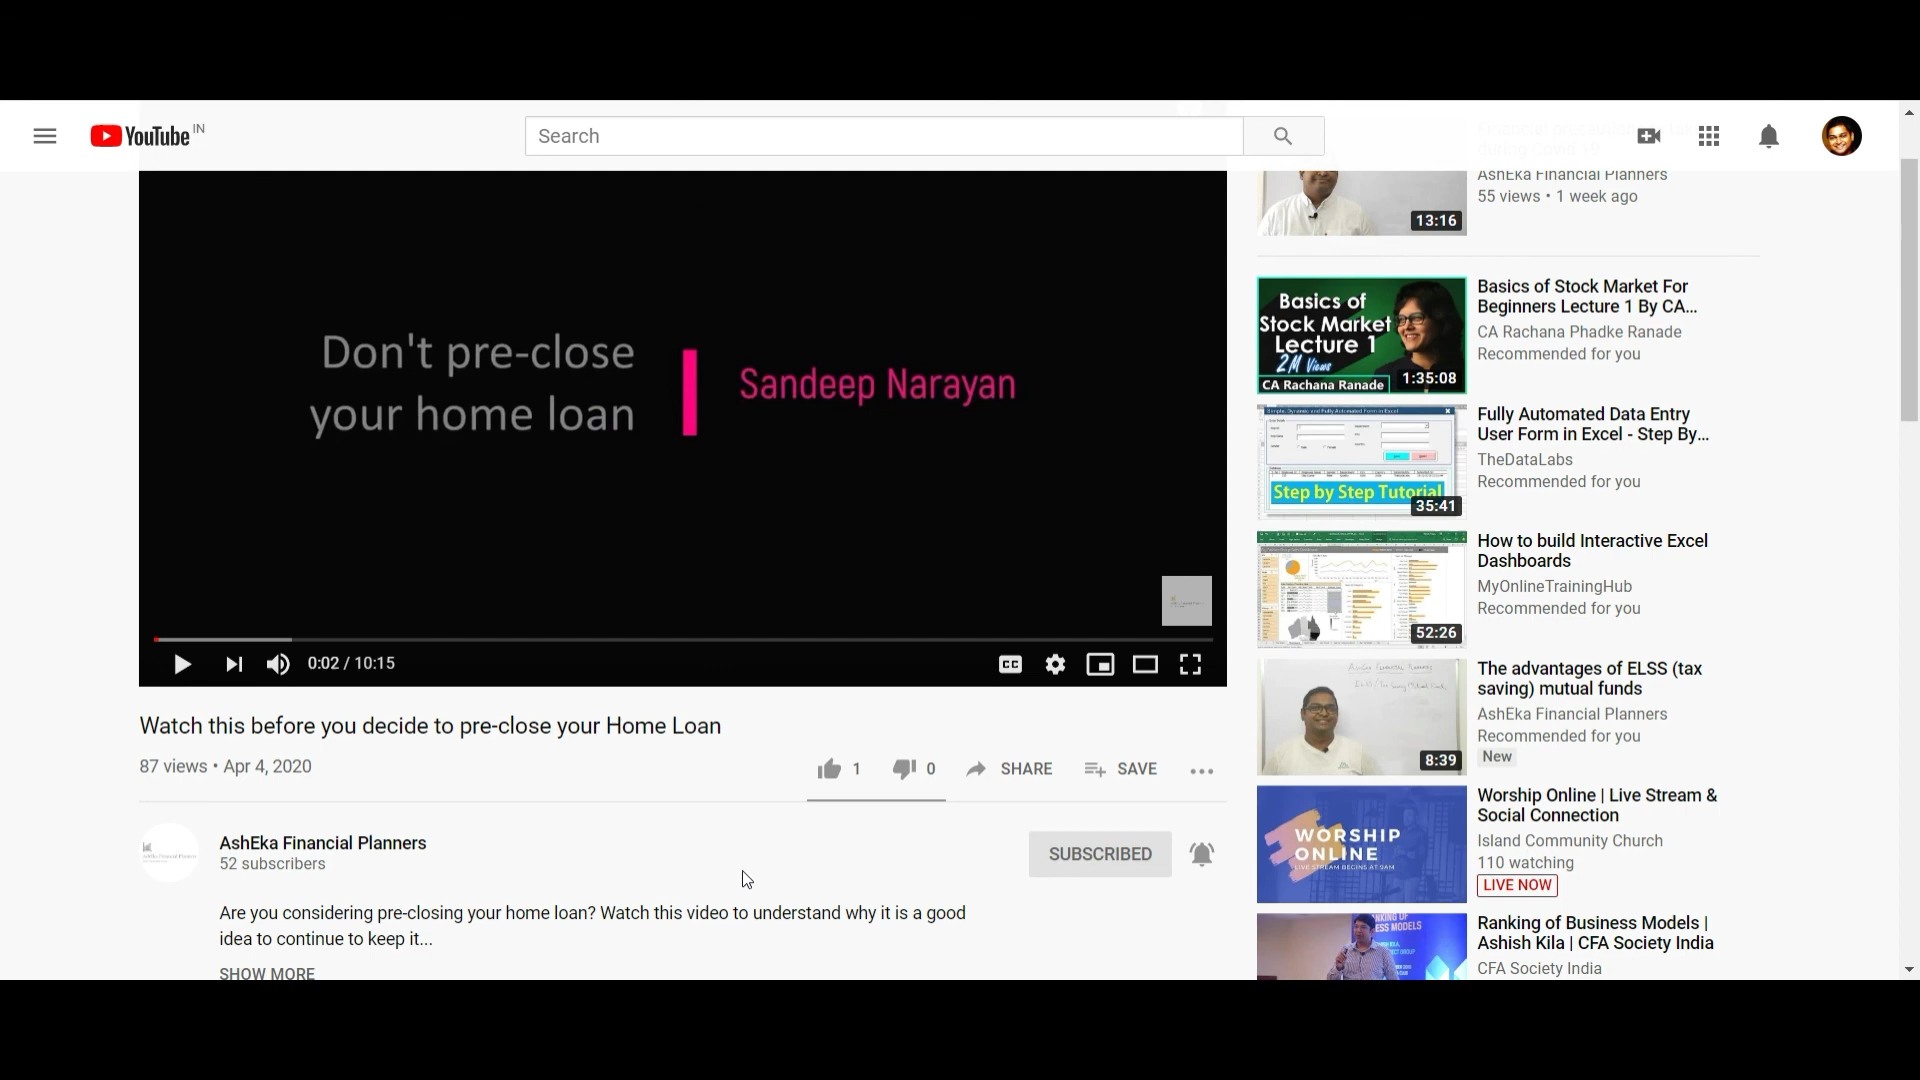 YouTube IN
Search
AshEka Financial Planners
55 views • 1 week ago
13:16
Don't pre-close
your home loan
Sandeep Narayan
0:02 / 10:15
CC
Watch this before you decide to pre-close your Home Loan
87 views • Apr 4, 2020
1
0
SHARE
SAVE
AshEka Financial Planners
52 subscribers
SUBSCRIBED
Are you considering pre-closing your home loan? Watch this video to understand why it is a good
idea to continue to keep it...
SHOW MORE
Basics of
Stock Market
Lecture 1
2M Views
CA Rachana Ranade
1:35:08
Basics of Stock Market For
Beginners Lecture 1 By CA...
CA Rachana Phadke Ranade
Recommended for you
Step by Step Tutorial
35:41
Fully Automated Data Entry
User Form in Excel - Step By...
TheDataLabs
Recommended for you
52:26
How to build Interactive Excel
Dashboards
MyOnlineTrainingHub
Recommended for you
8:39
The advantages of ELSS (tax
saving) mutual funds
AshEka Financial Planners
Recommended for you
New
WORSHIP
ONLINE
LIVE STREAM BEGINS AT 9AM
Worship Online | Live Stream &
Social Connection
Island Community Church
110 watching
LIVE NOW
Ranking of Business Models |
Ashish Kila | CFA Society India
CFA Society India